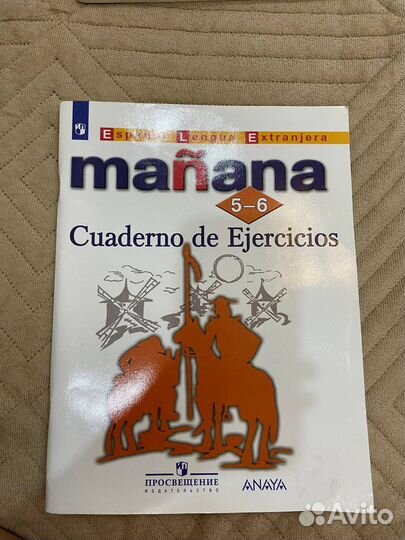 Español Lengua Extranjera
mañana
5–6
Cuaderno de Ejercicios
ПРОСВЕЩЕНИЕ
ИЗДАТЕЛЬСТВО
ANAYA
Avito